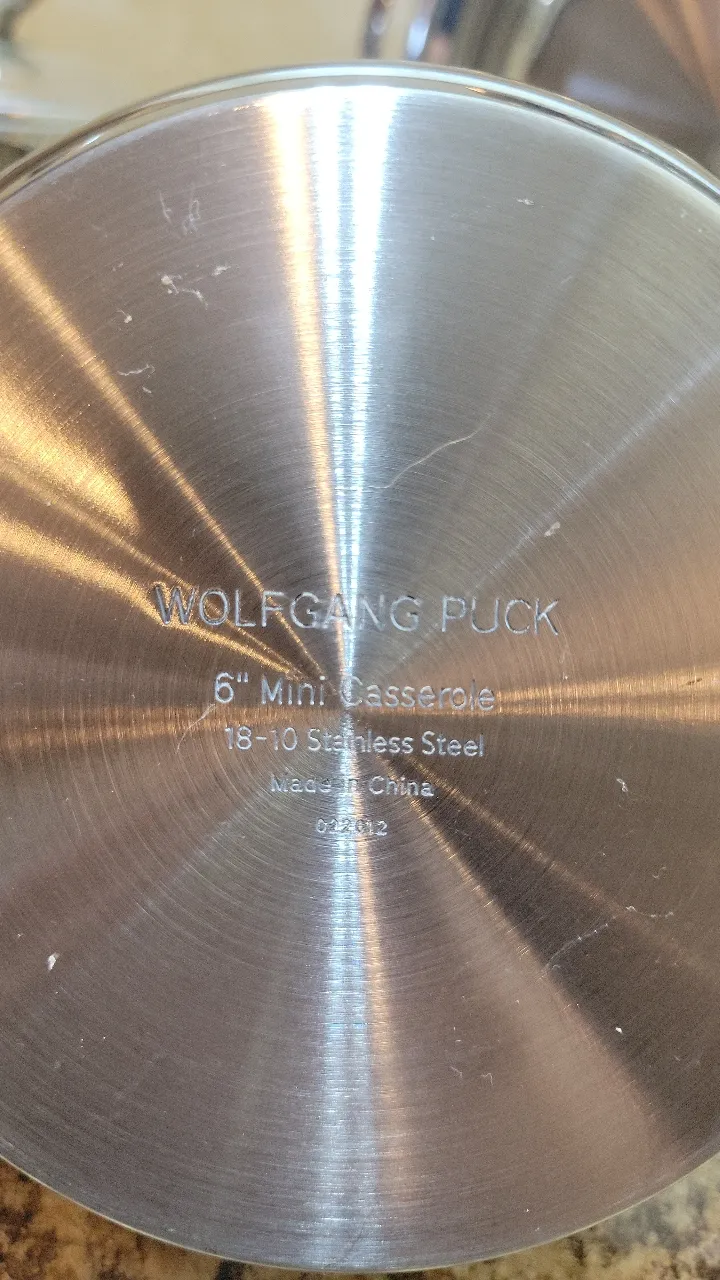 WOLFGANG PUCK
6" Mini Casserole
18-10 Stainless Steel
Made in China